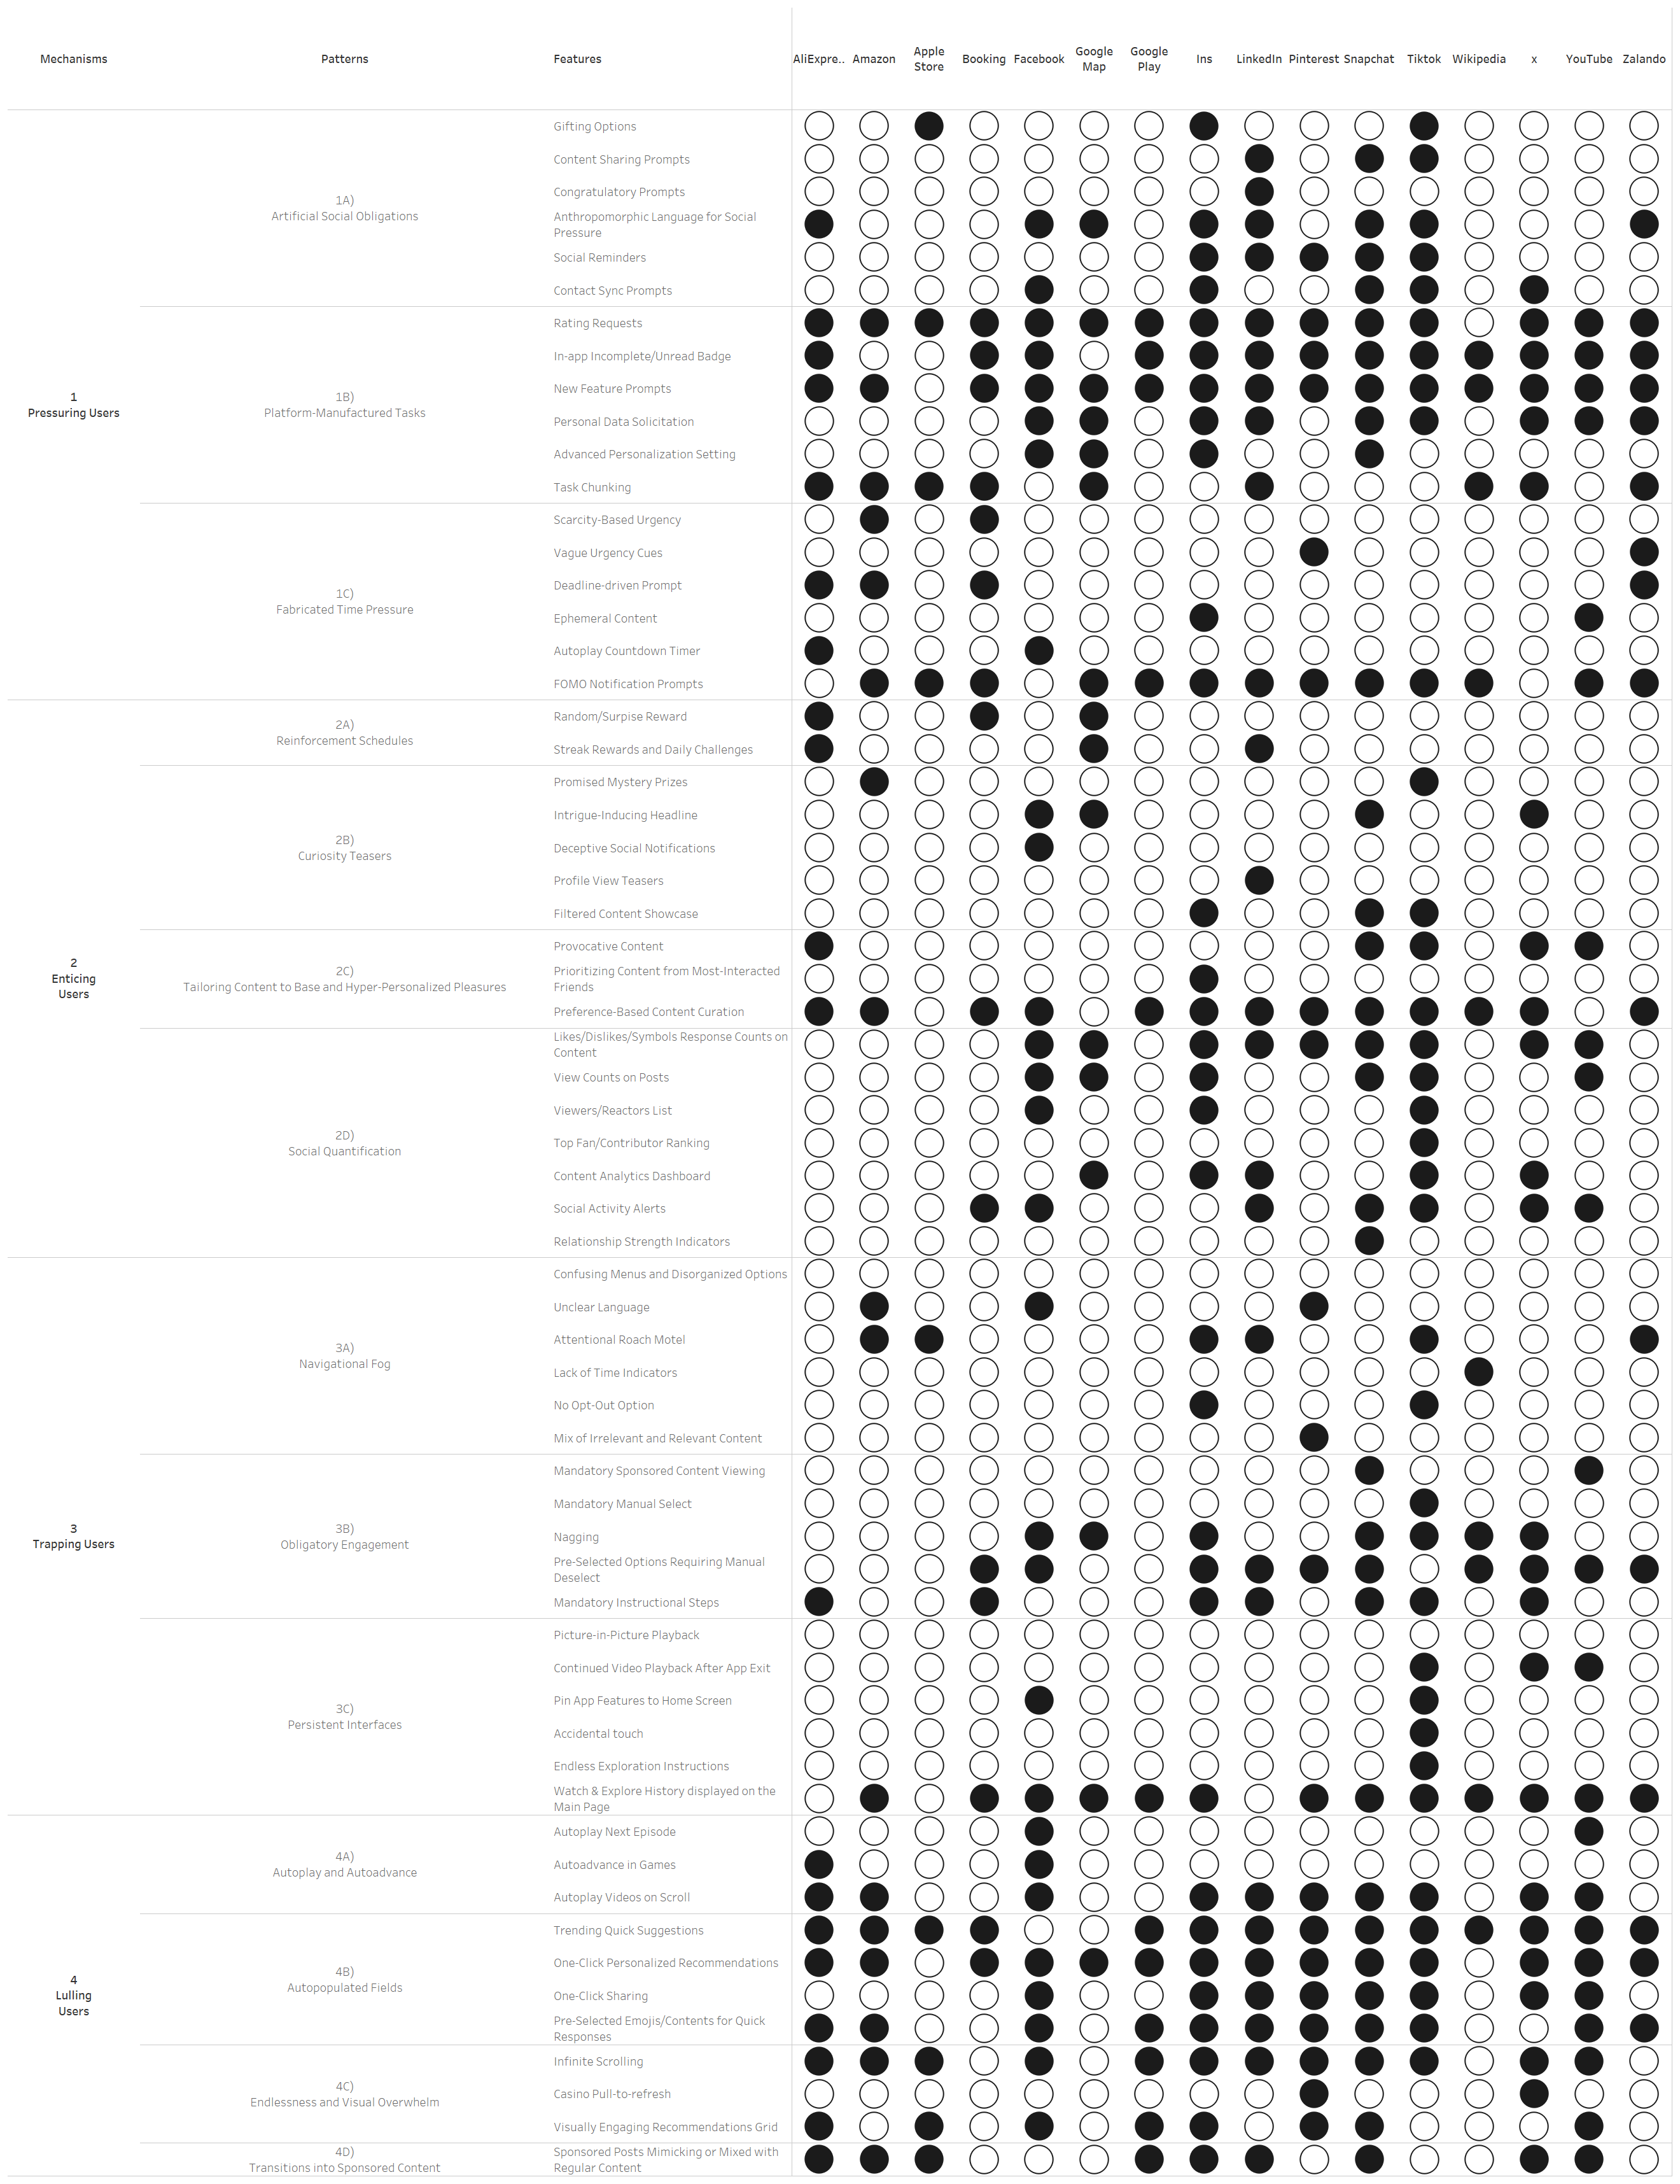 Mechanisms
Patterns
Features
AliExpre..
Amazon
Apple
Store
Booking
Facebook
Google
Map
Google
Play
Ins
LinkedIn
Pinterest
Snapchat
Tiktok
Wikipedia
x
YouTube
Zalando
1
Pressuring Users
1A)
Artificial Social Obligations
Gifting Options
Content Sharing Prompts
Congratulatory Prompts
Anthropomorphic Language for Social
Pressure
Social Reminders
Contact Sync Prompts
1B)
Platform-Manufactured Tasks
Rating Requests
In-app Incomplete/Unread Badge
New Feature Prompts
Personal Data Solicitation
Advanced Personalization Setting
Task Chunking
1C)
Fabricated Time Pressure
Scarcity-Based Urgency
Vague Urgency Cues
Deadline-driven Prompt
Ephemeral Content
Autoplay Countdown Timer
FOMO Notification Prompts
2
Enticing
Users
2A)
Reinforcement Schedules
Random/Surpise Reward
Streak Rewards and Daily Challenges
2B)
Curiosity Teasers
Promised Mystery Prizes
Intrigue-Inducing Headline
Deceptive Social Notifications
Profile View Teasers
Filtered Content Showcase
2C)
Tailoring Content to Base and Hyper-Personalized Pleasures
Provocative Content
Prioritizing Content from Most-Interacted
Friends
Preference-Based Content Curation
2D)
Social Quantification
Likes/Dislikes/Symbols Response Counts on
Content
View Counts on Posts
Viewers/Reactors List
Top Fan/Contributor Ranking
Content Analytics Dashboard
Social Activity Alerts
Relationship Strength Indicators
3
Trapping Users
3A)
Navigational Fog
Confusing Menus and Disorganized Options
Unclear Language
Attentional Roach Motel
Lack of Time Indicators
No Opt-Out Option
Mix of Irrelevant and Relevant Content
3B)
Obligatory Engagement
Mandatory Sponsored Content Viewing
Mandatory Manual Select
Nagging
Pre-Selected Options Requiring Manual
Deselect
Mandatory Instructional Steps
3C)
Persistent Interfaces
Picture-in-Picture Playback
Continued Video Playback After App Exit
Pin App Features to Home Screen
Accidental touch
Endless Exploration Instructions
Watch & Explore History displayed on the
Main Page
4
Lulling
Users
4A)
Autoplay and Autoadvance
Autoplay Next Episode
Autoadvance in Games
Autoplay Videos on Scroll
4B)
Autopopulated Fields
Trending Quick Suggestions
One-Click Personalized Recommendations
One-Click Sharing
Pre-Selected Emojis/Contents for Quick
Responses
4C)
Endlessness and Visual Overwhelm
Infinite Scrolling
Casino Pull-to-refresh
Visually Engaging Recommendations Grid
4D)
Transitions into Sponsored Content
Sponsored Posts Mimicking or Mixed with
Regular Content